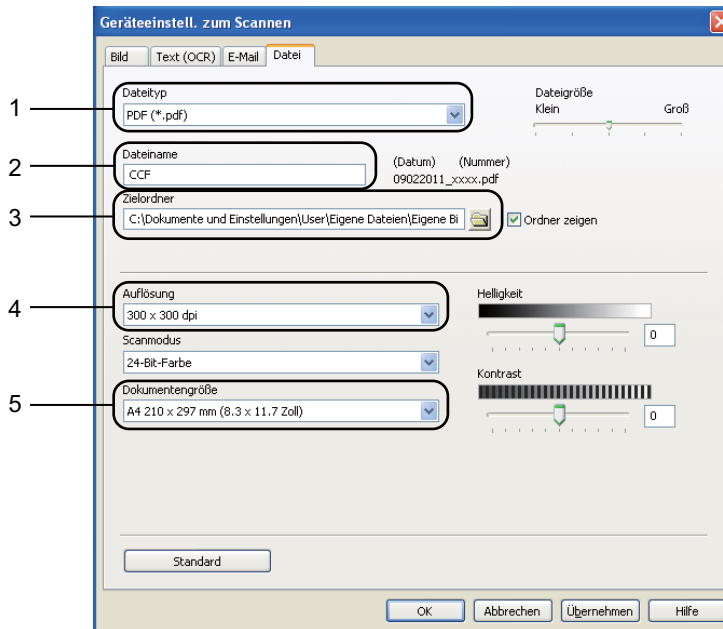 Geräteeinstell. zum Scannen
Bild Text (OCR) E-Mail Datei
1
Dateityp
PDF (*.pdf)
Dateigröße
Klein Groß
2
Dateiname
CCF
(Datum) (Nummer)
09022011_xxxx.pdf
3
Zielordner
C:\Dokumente und Einstellungen\User\Eigene Dateien\Eigene Bi
Ordner zeigen
4
Auflösung
300 x 300 dpi
Helligkeit
0
Scanmodus
24-Bit-Farbe
Kontrast
0
5
Dokumentengröße
A4 210 x 297 mm (8.3 x 11.7 Zoll)
Standard
OK Abbrechen Übernehmen Hilfe